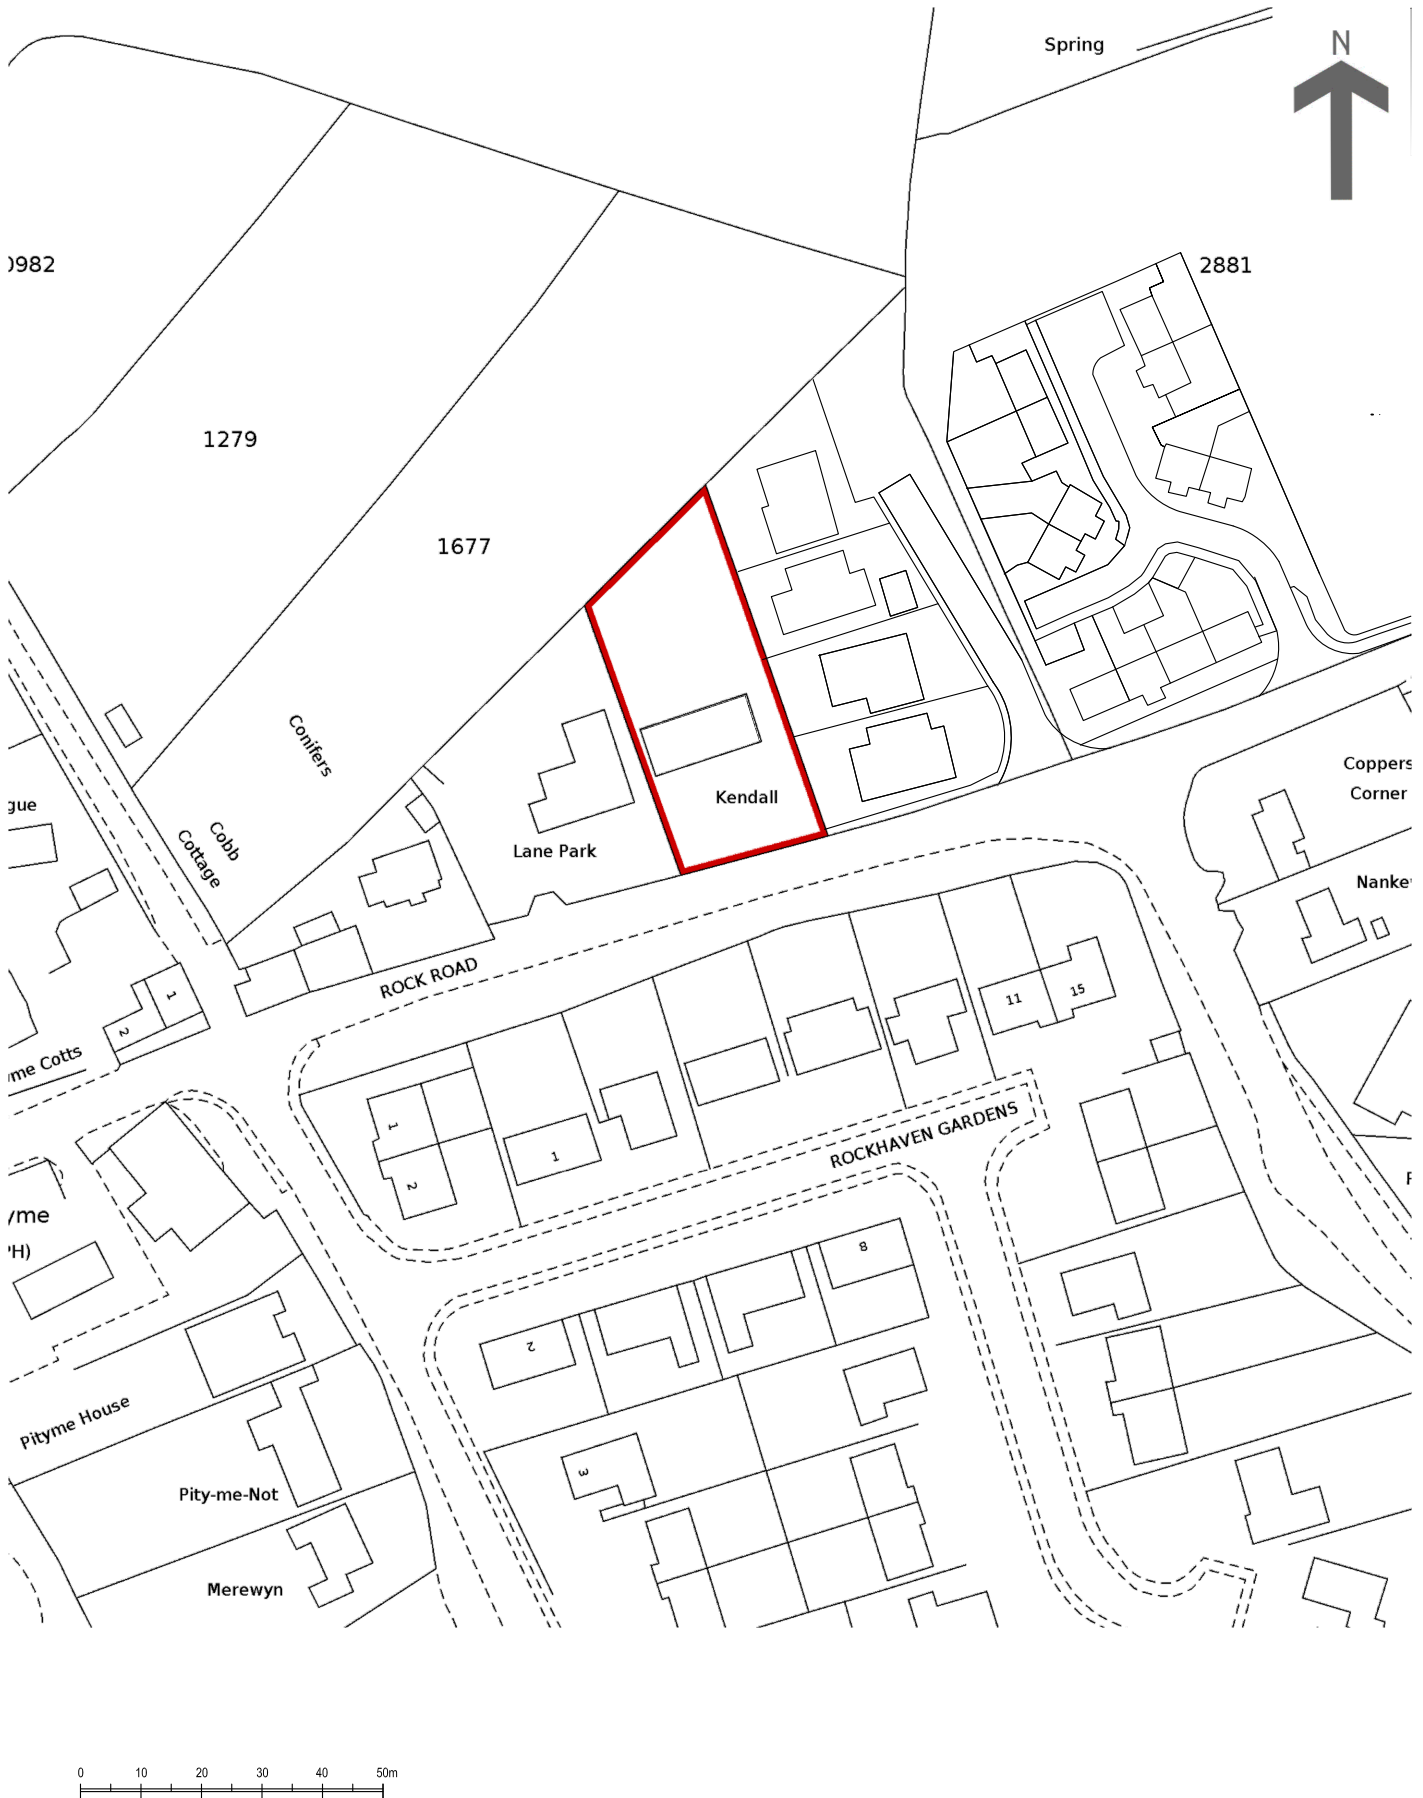 Spring
N
0982
2881
1279
1677
Conifers
Cobb
Cottage
gue
Kendall
Lane Park
Coppers
Corner
Nanke
ROCK ROAD
11
15
1
2
yme Cotts
1
2
1
ROCKHAVEN GARDENS
yme
PH)
8
2
Pityme House
3
Pity-me-Not
Merewyn
0 10 20 30 40 50m